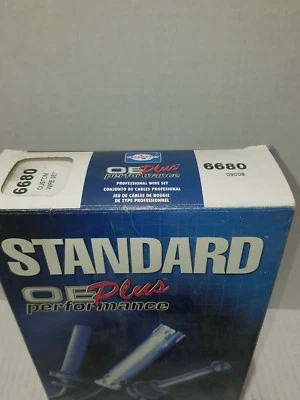 6680
CUSTOM
WIRE SET
OE Plus
performance
PROFESSIONAL WIRE SET
CONJUNTO DE CABLES PROFESIONAL
JEU DE CÂBLES DE BOUGIE
DE TYPE PROFESSIONNEL
6680
STANDARD
OE Plus
performance